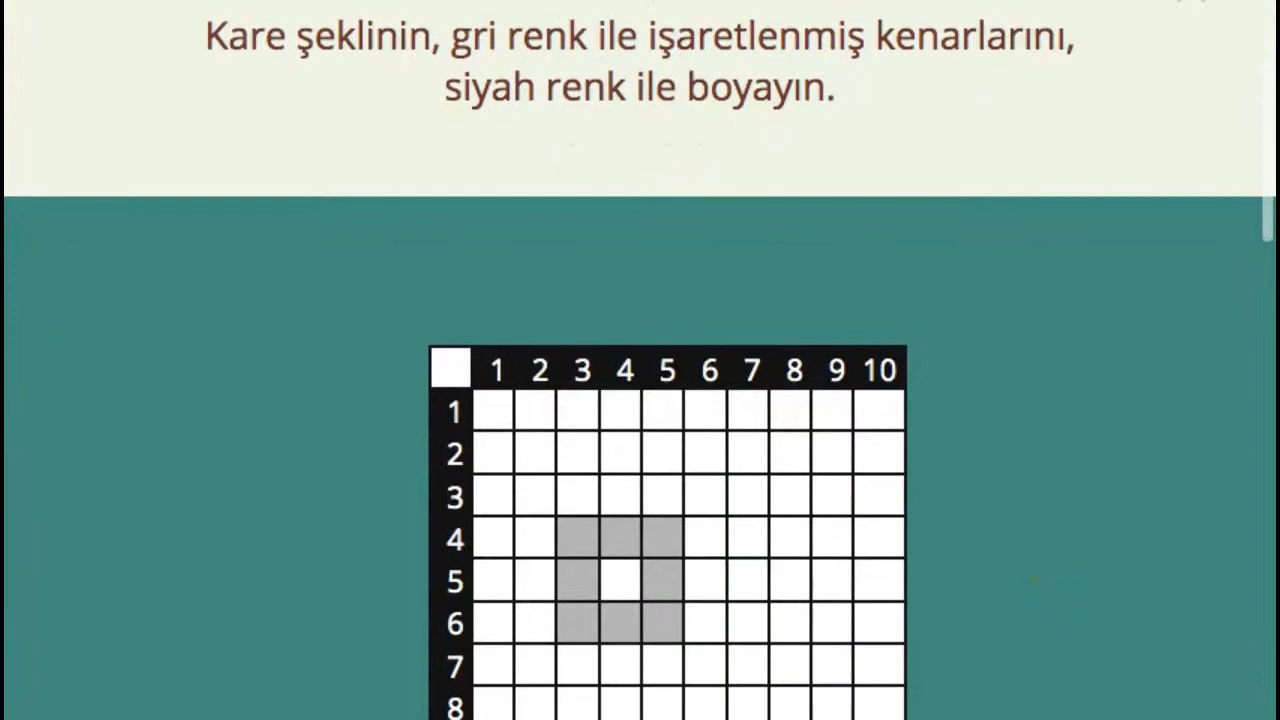 Kare şeklinin, gri renk ile işaretlenmiş kenarlarını,
siyah renk ile boyayın.
1 2 3 4 5 6 7 8 9 10
1
2
3
4
5
6
7
8